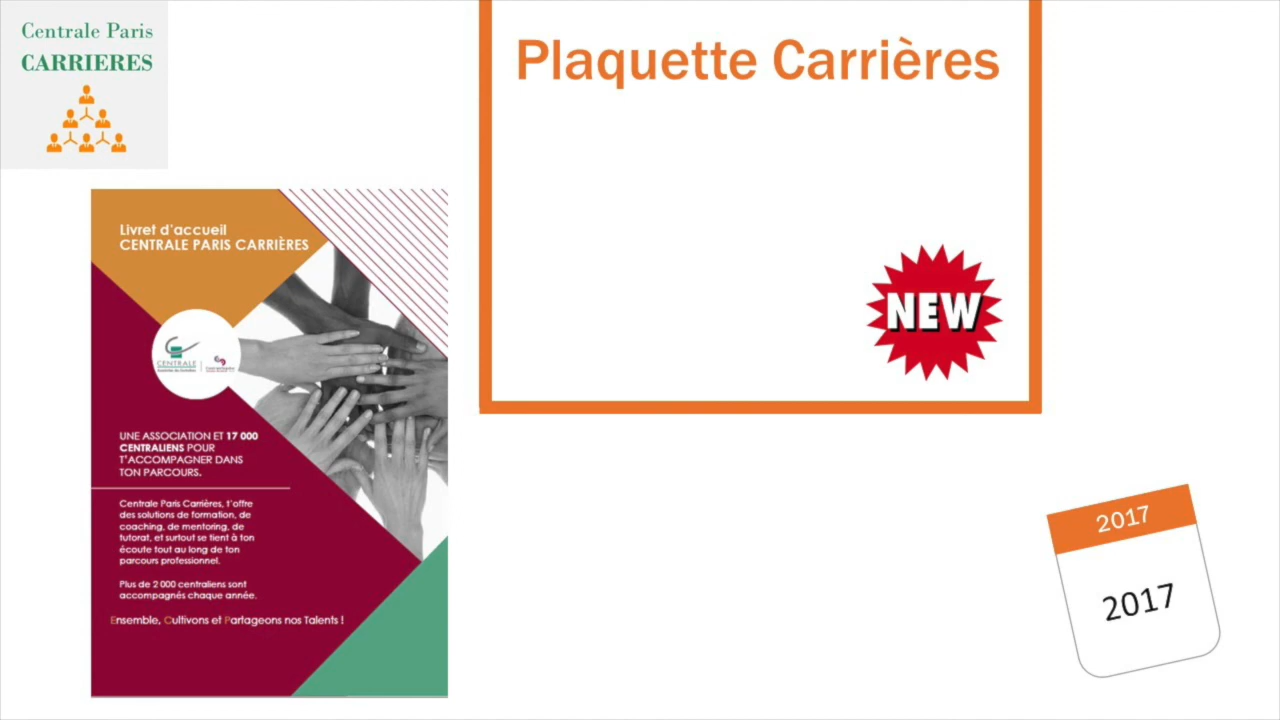 Centrale Paris
CARRIERES
Plaquette Carrières
NEW
Livret d'accueil
CENTRALE PARIS CARRIÈRES
CENTRALE
UNE ASSOCIATION ET 17 000
CENTRALIENS POUR
T'ACCOMPAGNER DANS
TON PARCOURS.
Centrale Paris Carrières, t'offre
des solutions de formation, de
coaching, de mentoring, de
tutorat, et surtout se tient à ton
écoute tout au long de ton
parcours professionnel.
Plus de 2 000 centraliens sont
accompagnés chaque année.
Ensemble, Cultivons et Partageons nos Talents !
2017
2017